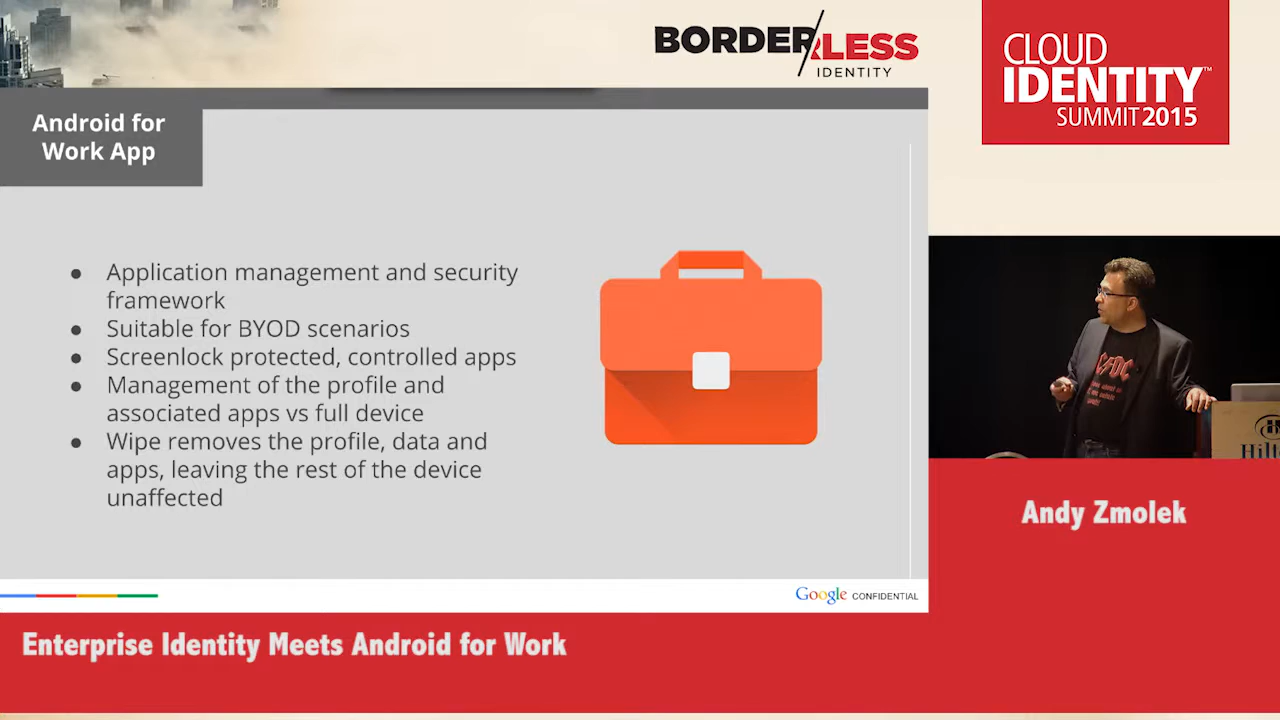 BORDERLESS
IDENTITY
CLOUD
IDENTITY™
SUMMIT 2015
Android for
Work App
● Application management and security
framework
● Suitable for BYOD scenarios
● Screenlock protected, controlled apps
● Management of the profile and
associated apps vs full device
● Wipe removes the profile, data and
apps, leaving the rest of the device
unaffected
Google CONFIDENTIAL
Andy Zmolek
Enterprise Identity Meets Android for Work